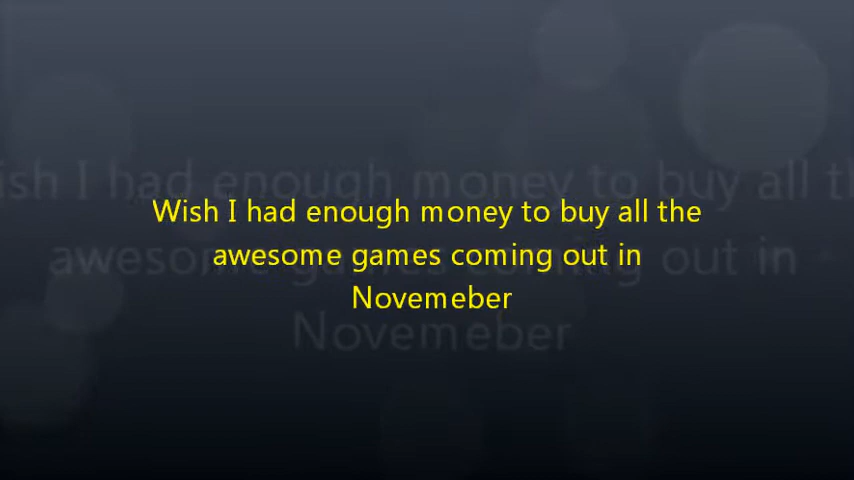 Wish I had enough money to buy all the
awesome games coming out in
Novemeber